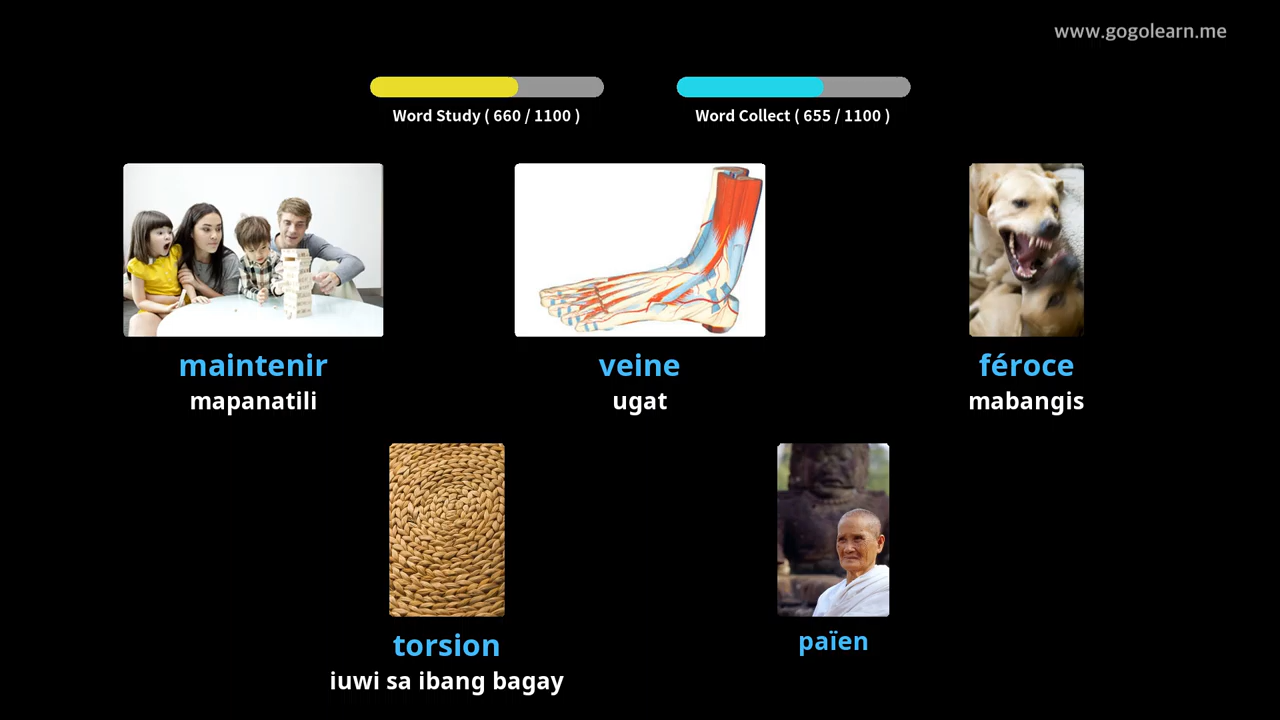 www.gogolearn.me
Word Study ( 660 / 1100 )
Word Collect ( 655 / 1100 )
maintenir
mapanatili
veine
ugat
féroce
mabangis
torsion
iuwi sa ibang bagay
païen